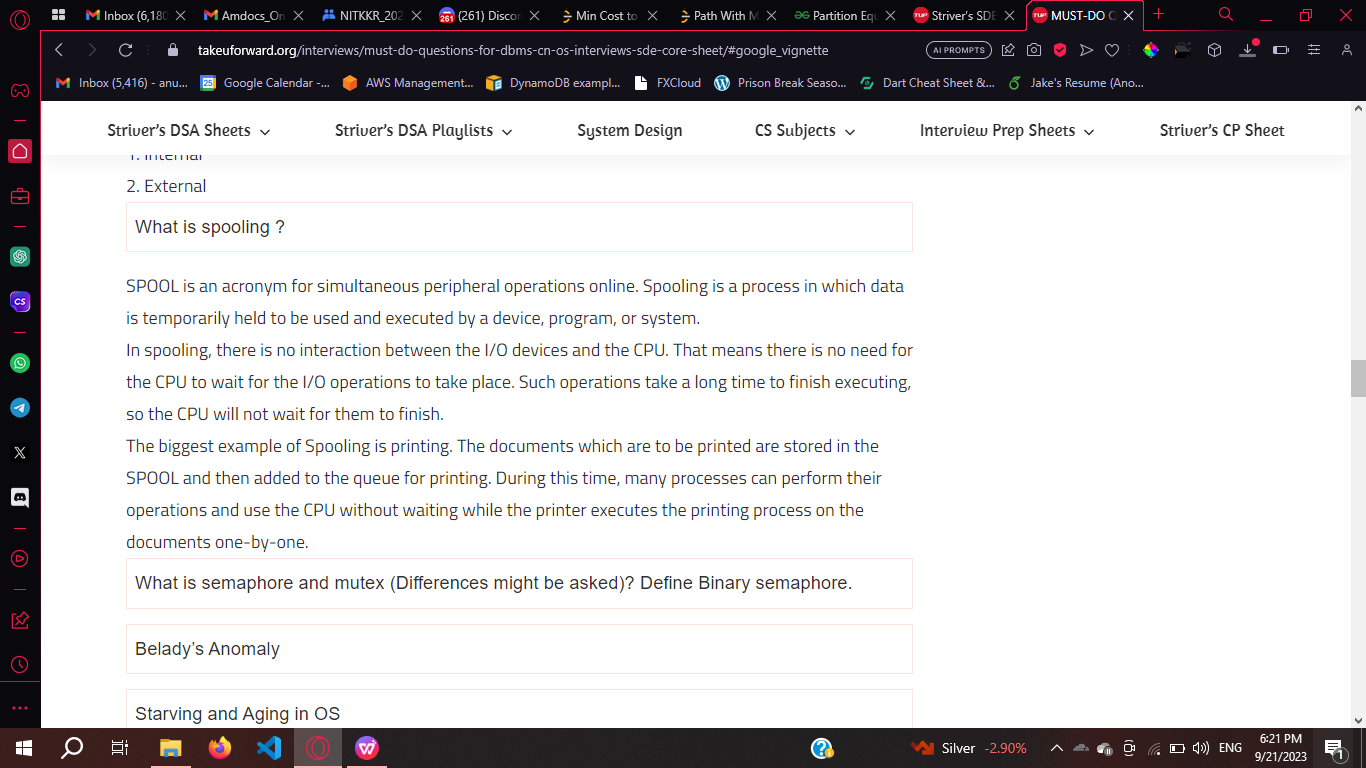 Inbox (6,180
Amdocs_On
NITKKR_202
(261) Discor
Min Cost to
Path With M
Partition Equ
Striver's SDE
MUST-DO C
takeuforward.org/interviews/must-do-questions-for-dbms-cn-os-interviews-sde-core-sheet/#google_vignette
AI PROMPTS
Inbox (5,416) - anu...
Google Calendar -...
AWS Management...
DynamoDB exampl...
FXCloud
Prison Break Seaso...
Dart Cheat Sheet &...
Jake's Resume (Ano...
Striver's DSA Sheets
Striver's DSA Playlists
System Design
CS Subjects
Interview Prep Sheets
Striver's CP Sheet
1. Internal
2. External
What is spooling ?
SPOOL is an acronym for simultaneous peripheral operations online. Spooling is a process in which data
is temporarily held to be used and executed by a device, program, or system.
In spooling, there is no interaction between the I/O devices and the CPU. That means there is no need for
the CPU to wait for the I/O operations to take place. Such operations take a long time to finish executing,
so the CPU will not wait for them to finish.
The biggest example of Spooling is printing. The documents which are to be printed are stored in the
SPOOL and then added to the queue for printing. During this time, many processes can perform their
operations and use the CPU without waiting while the printer executes the printing process on the
documents one-by-one.
What is semaphore and mutex (Differences might be asked)? Define Binary semaphore.
Belady's Anomaly
Starving and Aging in OS
Silver -2.90%
ENG
6:21 PM
9/21/2023
1